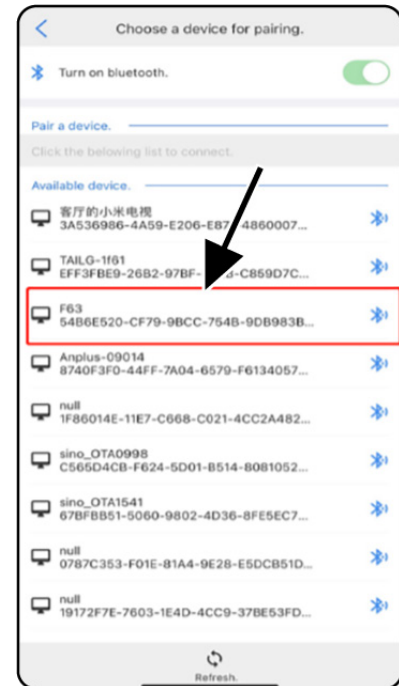 Choose a device for pairing.
Turn on bluetooth.
Pair a device.
Click the belowing list to connect.
Available device.
客厅的小米电视
3A536986-4A59-E206-E87 4860007...
TAILG-1f61
EFF3FBE9-26B2-97BF- -C859D7C...
F63
54B6E520-CF79-9BCC-754B-9DB983B...
Anplus-09014
8740F3F0-44FF-7A04-6579-F6134057...
null
1F86014E-11E7-C668-C021-4CC2A482...
sino_OTA0998
C565D4CB-F624-5D01-B514-8081052...
sino_OTA1541
67BFBB51-5060-9802-4D36-8FE5EC7...
null
0787C353-F01E-81A4-9E28-E5DCB51D...
null
19172F7E-7603-1E4D-4CC9-37BE53FD...
Refresh.